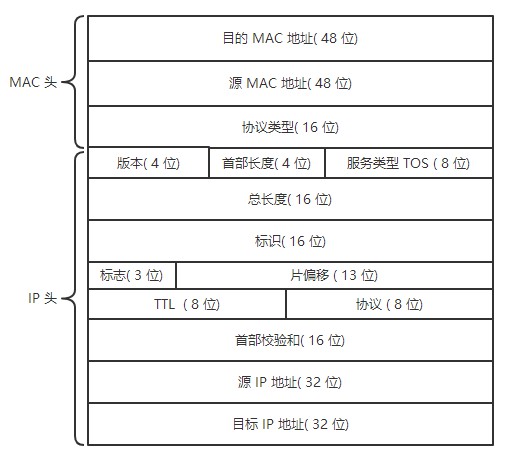 目的 MAC 地址( 48 位)
MAC 头
源 MAC 地址( 48 位)
协议类型( 16 位)
版本( 4 位)
首部长度( 4 位)
服务类型 TOS ( 8 位)
总长度( 16 位)
标识( 16 位)
标志( 3 位)
片偏移( 13 位)
IP 头
TTL ( 8 位)
协议( 8 位)
首部校验和( 16 位)
源 IP 地址( 32 位)
目标 IP 地址( 32 位)